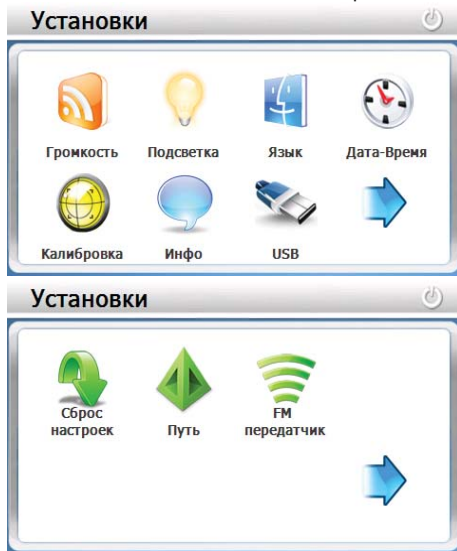 Установки
Громкость Подсветка Язык Дата-Время
Калибровка Инфо USB
Установки
Сброс
настроек Путь FM
передатчик